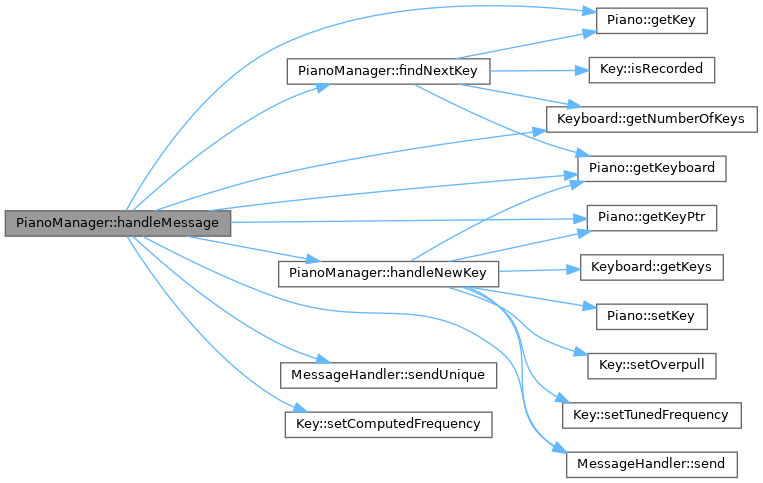 Piano::getKey
PianoManager::findNextKey
Key::isRecorded
Keyboard::getNumberOfKeys
Piano::getKeyboard
PianoManager::handleMessage
Piano::getKeyPtr
PianoManager::handleNewKey
Keyboard::getKeys
Piano::setKey
Key::setOverpull
MessageHandler::sendUnique
Key::setTunedFrequency
Key::setComputedFrequency
MessageHandler::send